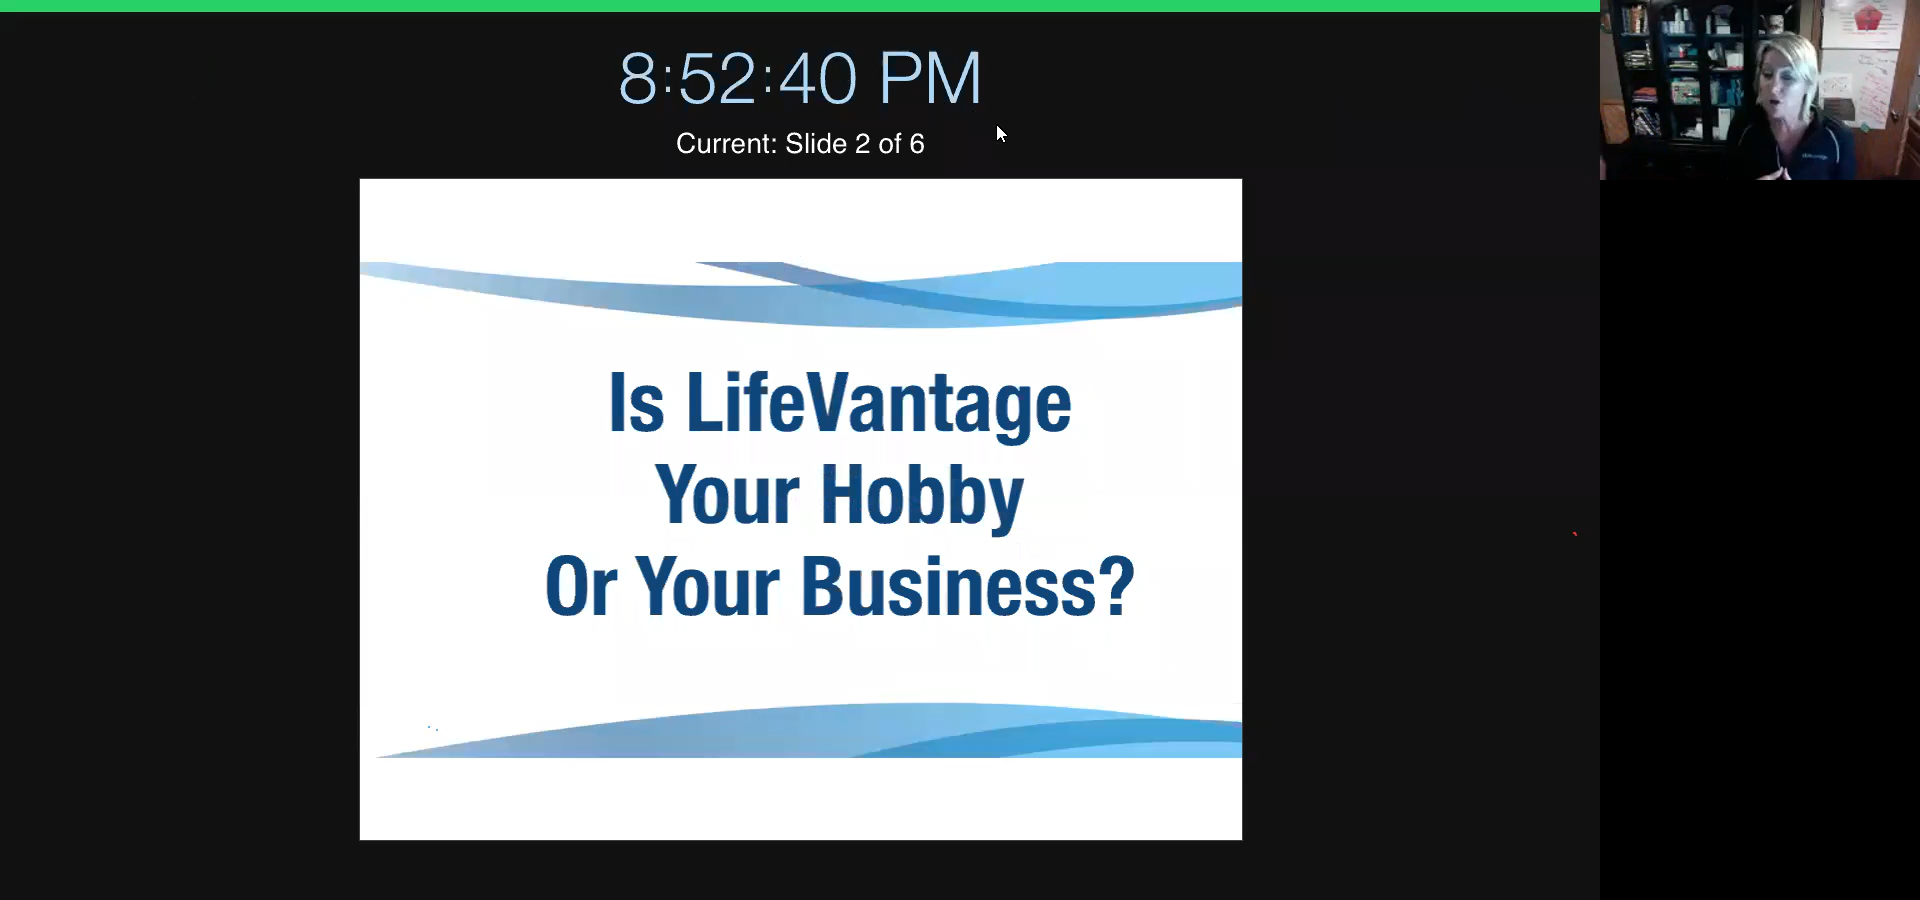 8:52:40 PM
Current: Slide 2 of 6
Is LifeVantage
Your Hobby
Or Your Business?